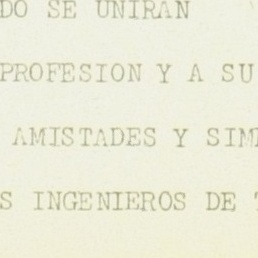 DO SE UNIRAN
PROFESION Y A SU
AMISTADES Y SIM
S INGENIEROS DE